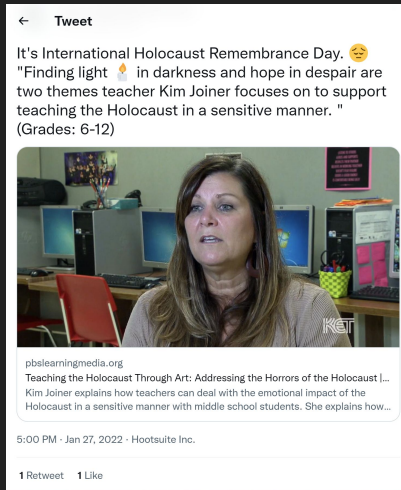 Tweet
It's International Holocaust Remembrance Day. 😔
"Finding light 🕯️ in darkness and hope in despair are
two themes teacher Kim Joiner focuses on to support
teaching the Holocaust in a sensitive manner. "
(Grades: 6-12)
KET
pbslearningmedia.org
Teaching the Holocaust Through Art: Addressing the Horrors of the Holocaust |...
Kim Joiner explains how teachers can deal with the emotional impact of the
Holocaust in a sensitive manner with middle school students. She explains how...
5:00 PM · Jan 27, 2022 · Hootsuite Inc.
1 Retweet 1 Like